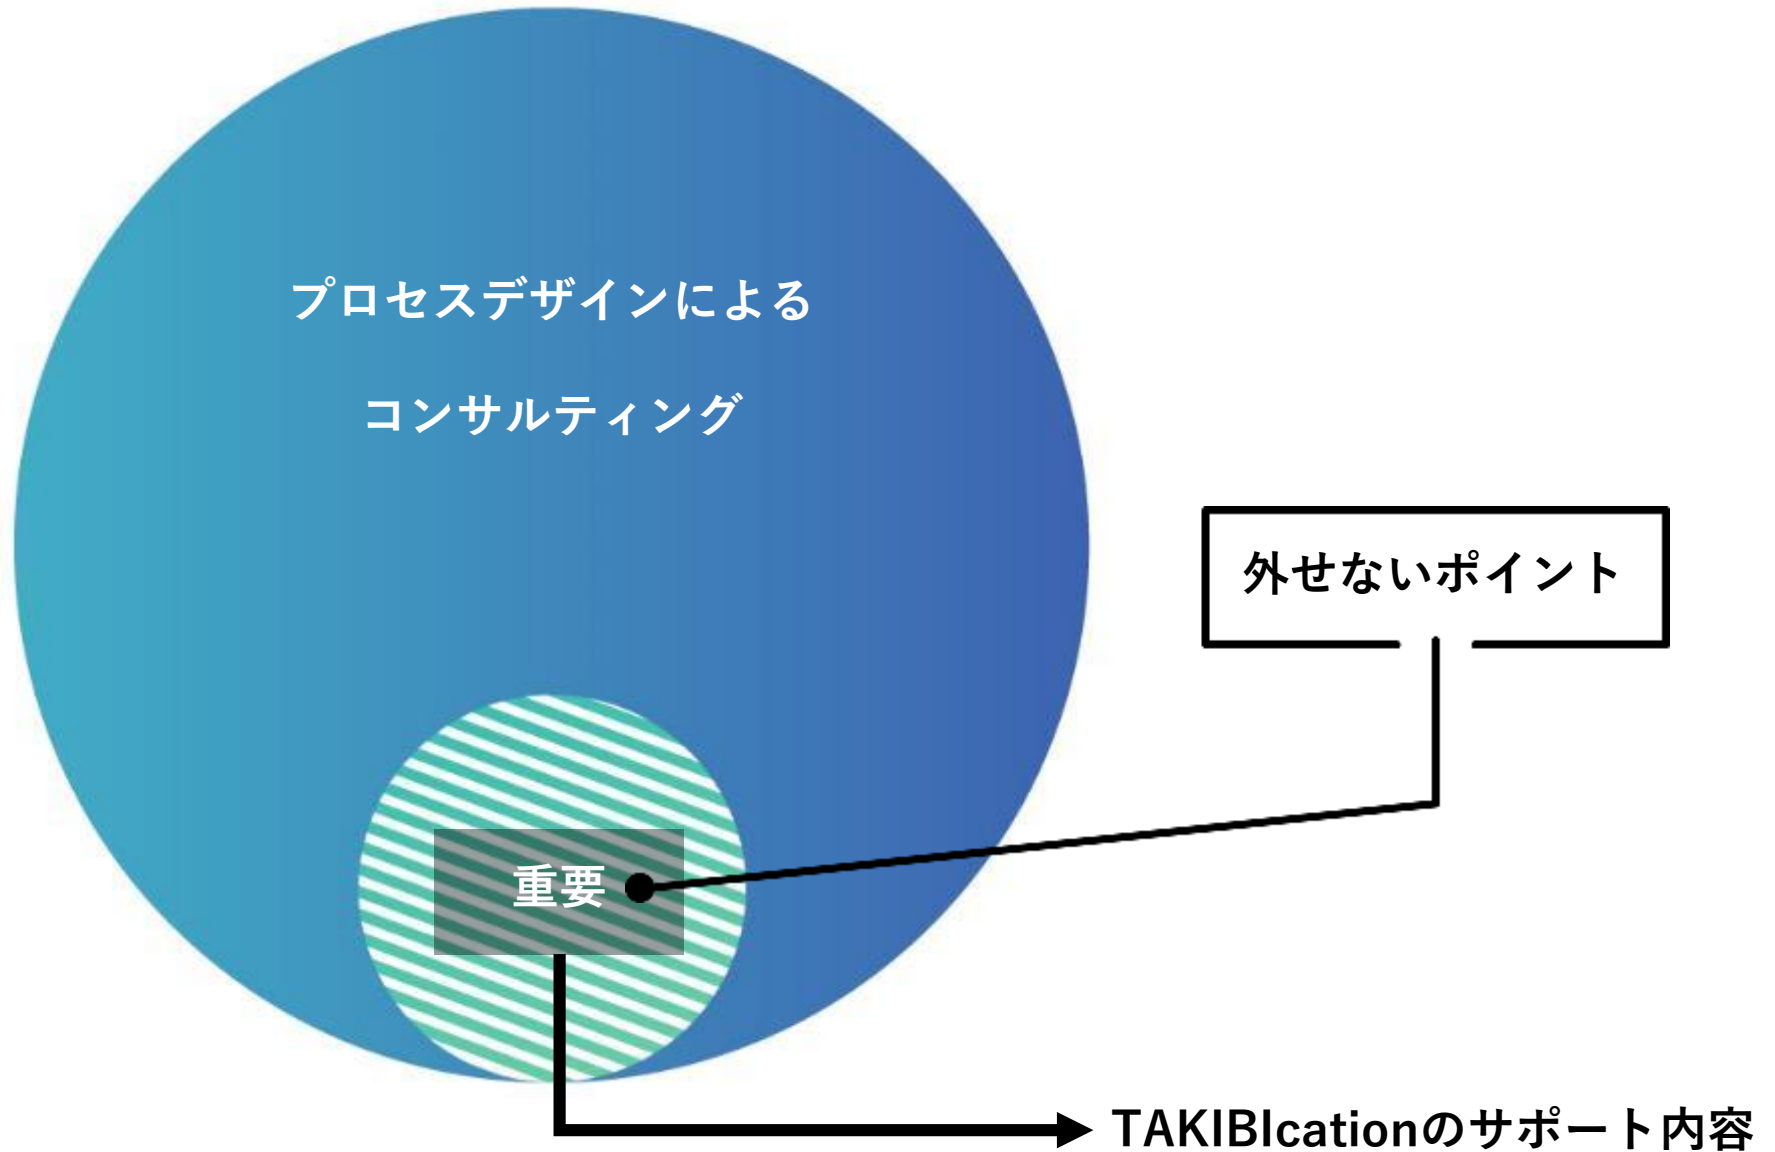 プロセスデザインによる
コンサルティング
外せないポイント
重要
TAKIBIcationのサポート内容